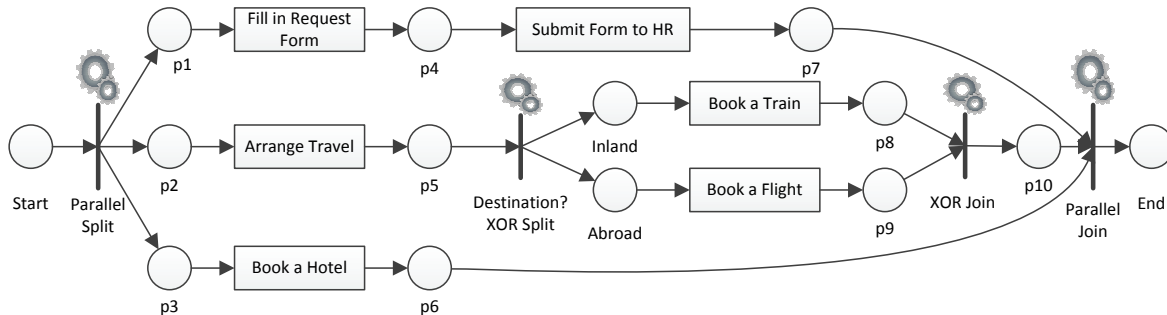 Fill in Request
Form
Submit Form to HR
p1
p4
p7
Book a Train
Inland
p8
Arrange Travel
Start
Parallel
Split
p2
p5
Destination?
XOR Split
Book a Flight
Abroad
p9
XOR Join
p10
Parallel
Join
End
Book a Hotel
p3
p6